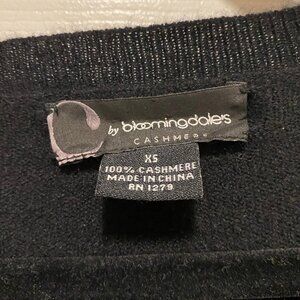 by bloomingdale's
CASHMERE
XS
100% CASHMERE
MADE IN CHINA
RN 1279